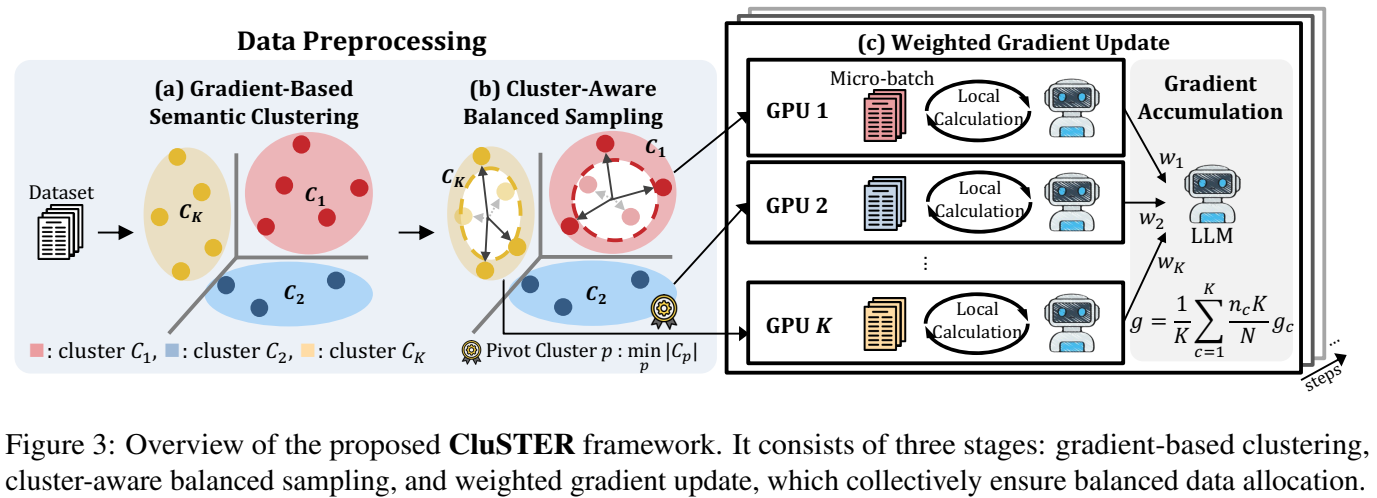 Data Preprocessing
(a) Gradient-Based
Semantic Clustering
(b) Cluster-Aware
Balanced Sampling
Dataset
C_K
C_1
C_2
C_K
C_1
C_2
: cluster C_1, : cluster C_2, : cluster C_K
Pivot Cluster p : min_p |C_p|
(c) Weighted Gradient Update
GPU 1
Micro-batch
Local
Calculation
GPU 2
Local
Calculation
⋮
GPU K
Local
Calculation
Gradient
Accumulation
w_1
w_2
w_K
LLM
g = \frac{1}{K} \sum_{c=1}^{K} \frac{n_c K}{N} g_c
steps
...
Figure 3: Overview of the proposed CluSTER framework. It consists of three stages: gradient-based clustering,
cluster-aware balanced sampling, and weighted gradient update, which collectively ensure balanced data allocation.